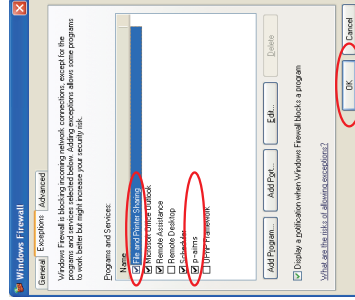 Windows Firewall
General
Exceptions
Advanced
Windows Firewall is blocking incoming network connections, except for the
programs and services selected below. Adding exceptions allows some programs
to work better but might increase your security risk.
Programs and Services:
Name
File and Printer Sharing
Microsoft Office Outlook
Remote Assistance
Remote Desktop
Scheduler
p-aims
UPnP Framework
Add Program...
Add Port...
Edit...
Delete
Display a notification when Windows Firewall blocks a program
What are the risks of allowing exceptions?
OK
Cancel